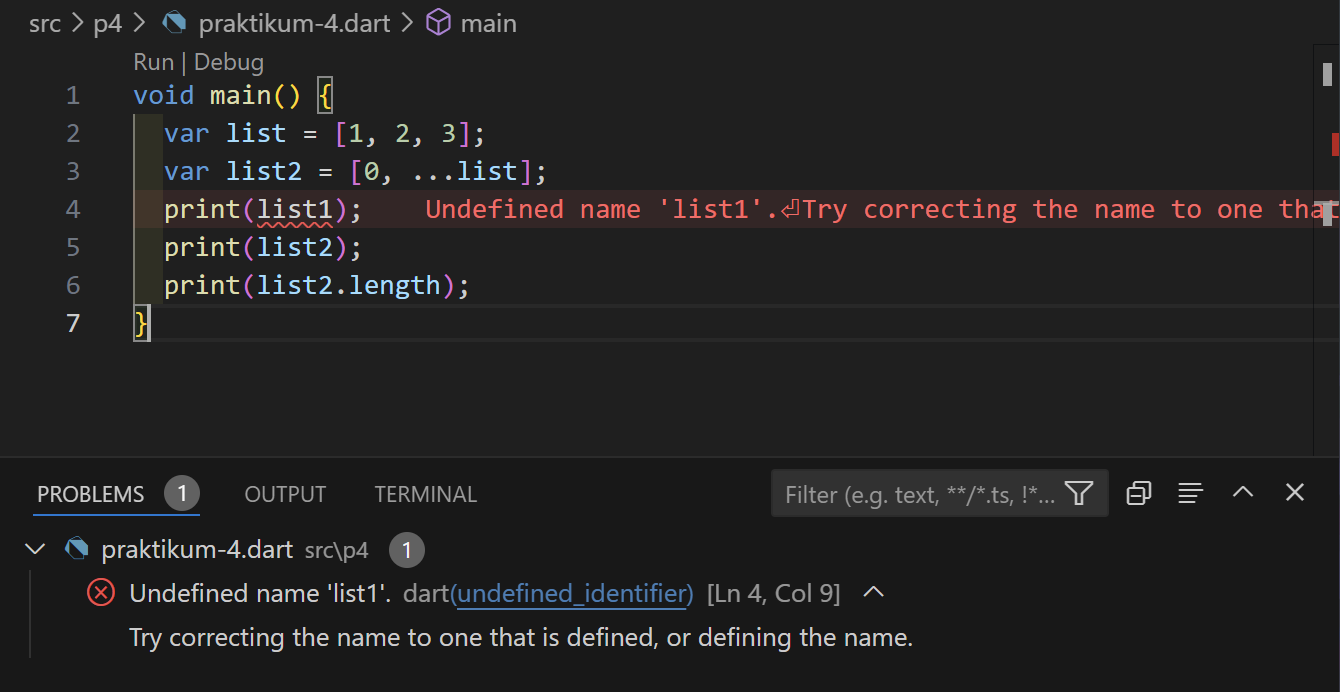 src > p4 > praktikum-4.dart > main
Run | Debug
1 void main() {
2 var list = [1, 2, 3];
3 var list2 = [0, ...list];
4 print(list1); Undefined name 'list1'.⏎Try correcting the name to one that
5 print(list2);
6 print(list2.length);
7 }
PROBLEMS 1 OUTPUT TERMINAL Filter (e.g. text, **/*.ts, !*...
praktikum-4.dart src\p4 1
Undefined name 'list1'. dart(undefined_identifier) [Ln 4, Col 9]
Try correcting the name to one that is defined, or defining the name.